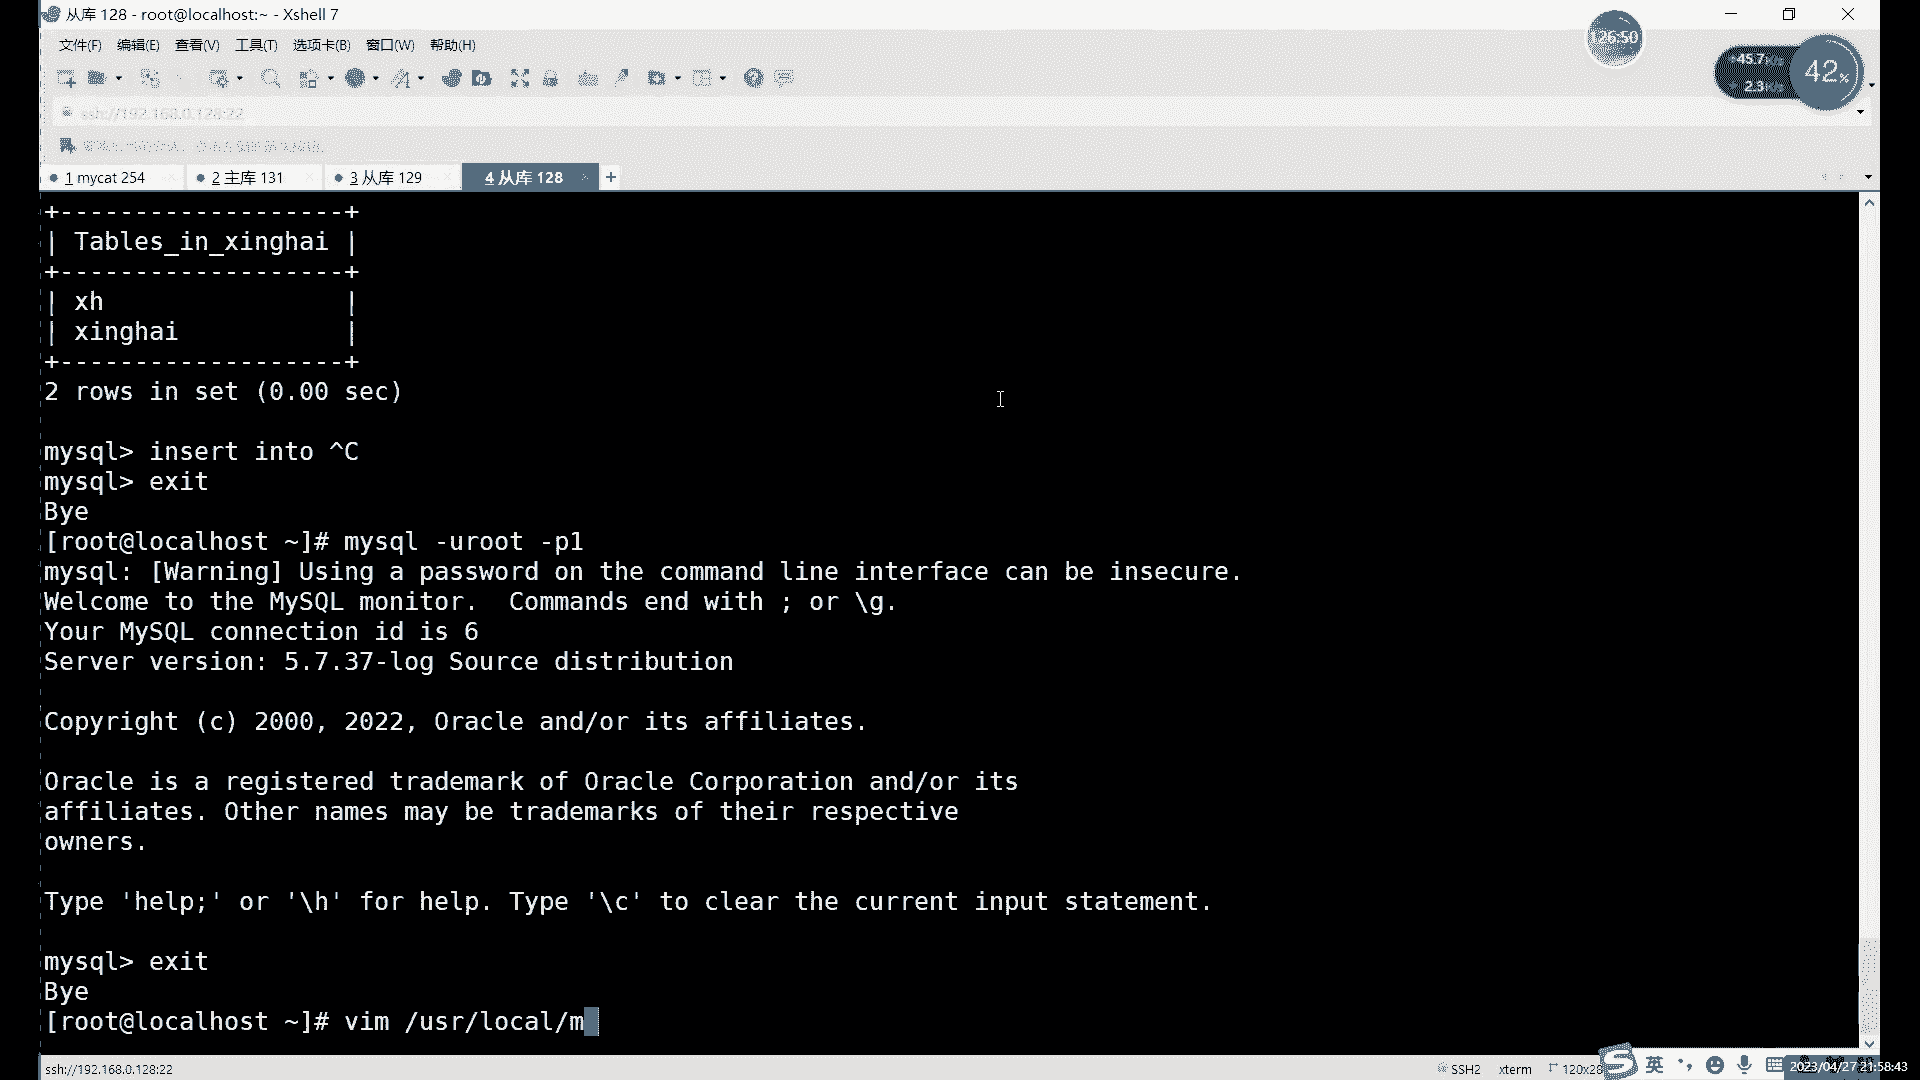 从库 128 - root@localhost:~ - Xshell 7
126:50
文件(F) 编辑(E) 查看(V) 工具(T) 选项卡(B) 窗口(W) 帮助(H)
45.7K/s
2.3K/s
42%
ssh://192.168.0.128:22
1 mycat 254
2 主库 131
3 从库 129
4 从库 128
+-------------------+
| Tables_in_xinghai |
+-------------------+
| xh |
| xinghai |
+-------------------+
2 rows in set (0.00 sec)
mysql> insert into ^C
mysql> exit
Bye
[root@localhost ~]# mysql -uroot -p1
mysql: [Warning] Using a password on the command line interface can be insecure.
Welcome to the MySQL monitor.  Commands end with ; or \g.
Your MySQL connection id is 6
Server version: 5.7.37-log Source distribution
Copyright (c) 2000, 2022, Oracle and/or its affiliates.
Oracle is a registered trademark of Oracle Corporation and/or its
affiliates. Other names may be trademarks of their respective
owners.
Type 'help;' or '\h' for help. Type '\c' to clear the current input statement.
mysql> exit
Bye
[root@localhost ~]# vim /usr/local/m
ssh://192.168.0.128:22
SSH2
xterm
120x28
英
2023/04/27 21:58:43